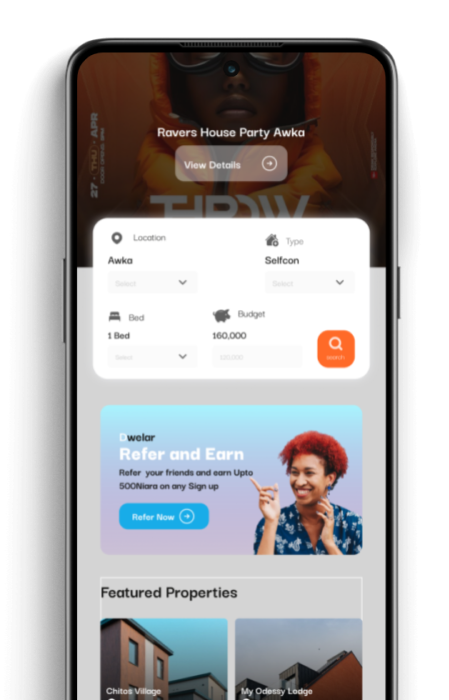 27 - THU - APR
Ravers House Party Awka
View Details
THROW
Location
Type
Awka
Selfcon
Select
Select
Bed
Budget
1 Bed
160,000
Select
160,000
search
Dwelar
Refer and Earn
Refer your friends and earn Upto
500Niara on any Sign up
Refer Now
Featured Properties
Chitos Village
My Odessy Lodge